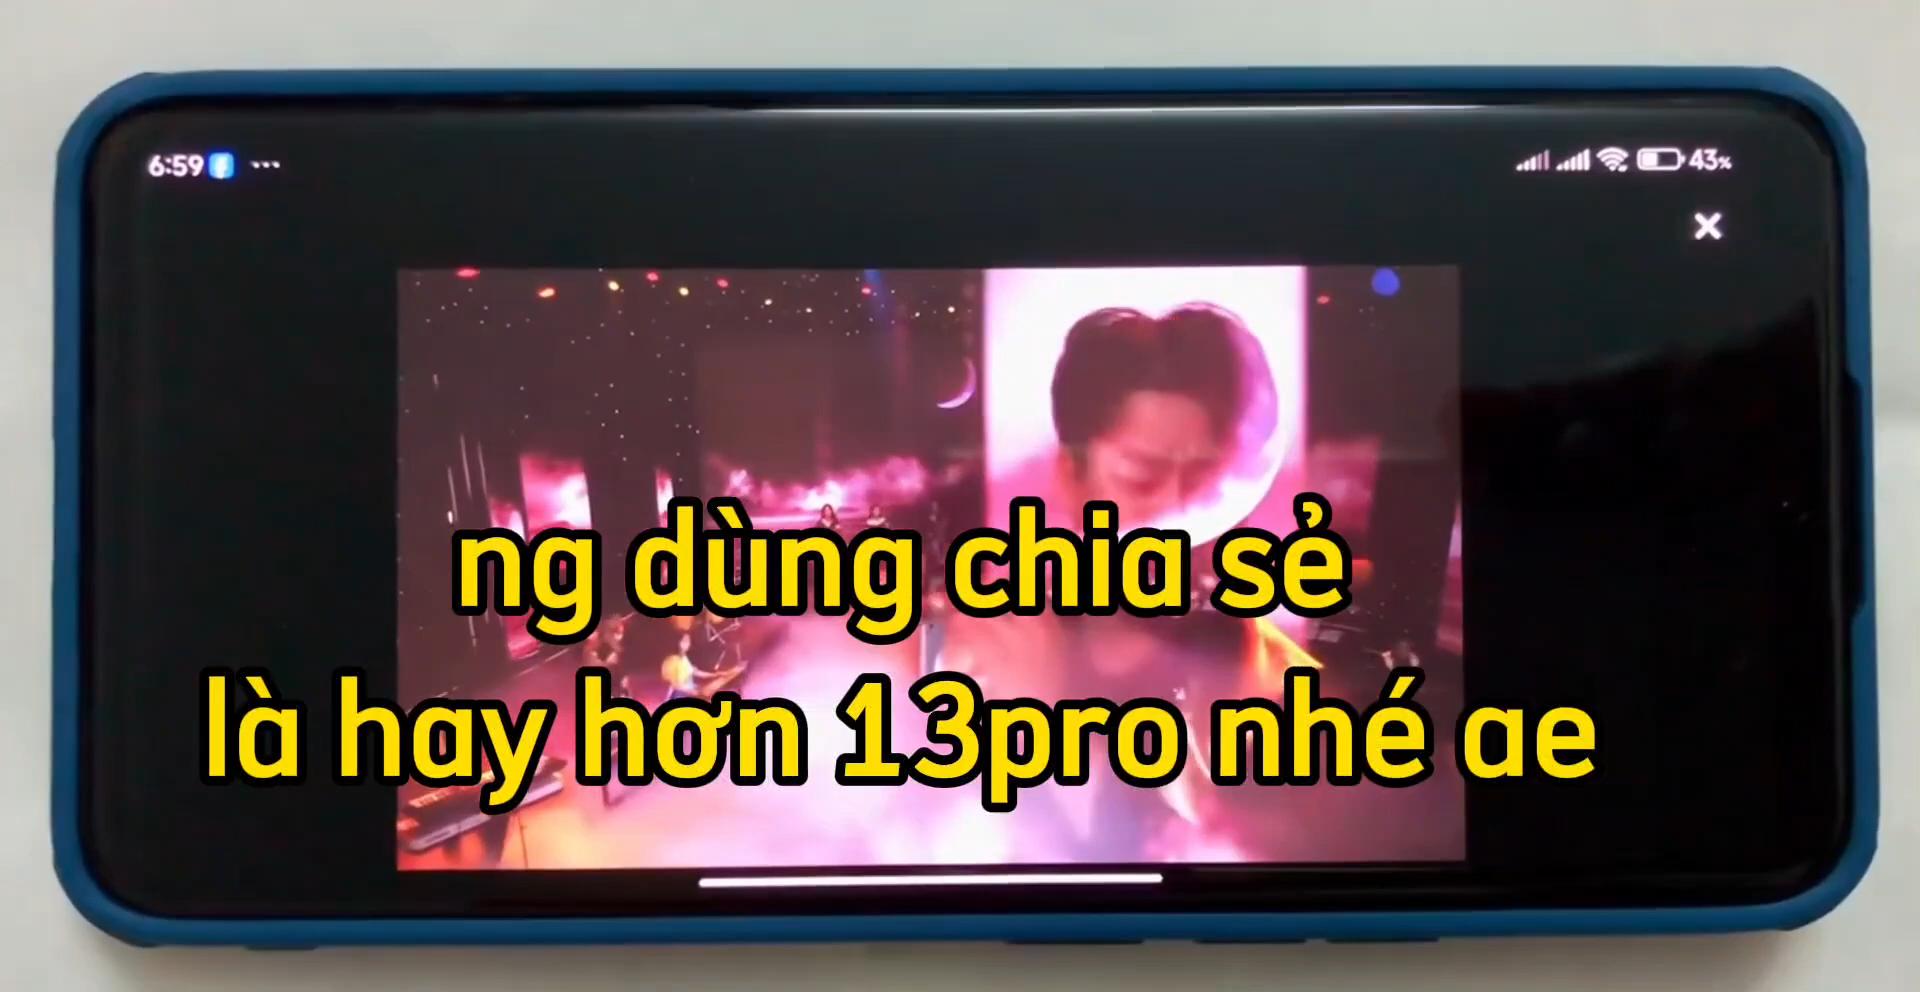 6:59 ... 43%
ng dùng chia sẻ
là hay hơn 13pro nhé ae